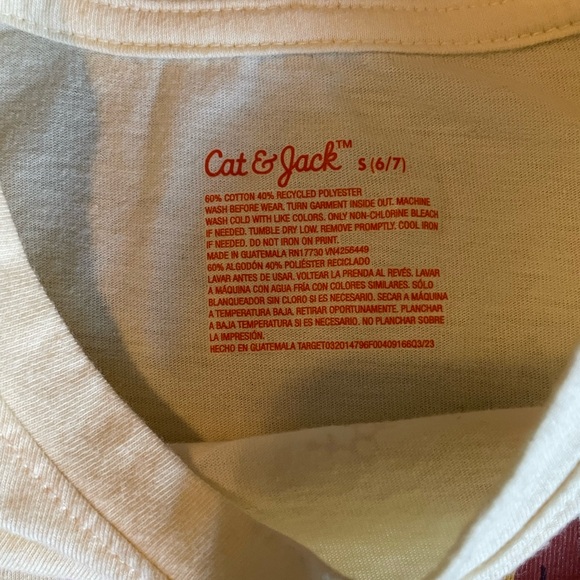 Cat & Jack™ S (6/7)
60% COTTON 40% RECYCLED POLYESTER
WASH BEFORE WEAR. TURN GARMENT INSIDE OUT. MACHINE
WASH COLD WITH LIKE COLORS. ONLY NON-CHLORINE BLEACH
IF NEEDED. TUMBLE DRY LOW. REMOVE PROMPTLY. COOL IRON
IF NEEDED. DO NOT IRON ON PRINT.
MADE IN GUATEMALA RN17730 VN4256449
60% ALGODÓN 40% POLIÉSTER RECICLADO
LAVAR ANTES DE USAR. VOLTEAR LA PRENDA AL REVÉS. LAVAR
A MÁQUINA CON AGUA FRÍA CON COLORES SIMILARES. SÓLO
BLANQUEADOR SIN CLORO SI ES NECESARIO. SECAR A MÁQUINA
A TEMPERATURA BAJA. RETIRAR OPORTUNAMENTE. PLANCHAR
A BAJA TEMPERATURA SI ES NECESARIO. NO PLANCHAR SOBRE
LA IMPRESIÓN.
HECHO EN GUATEMALA TARGET032014796F0040916603/23